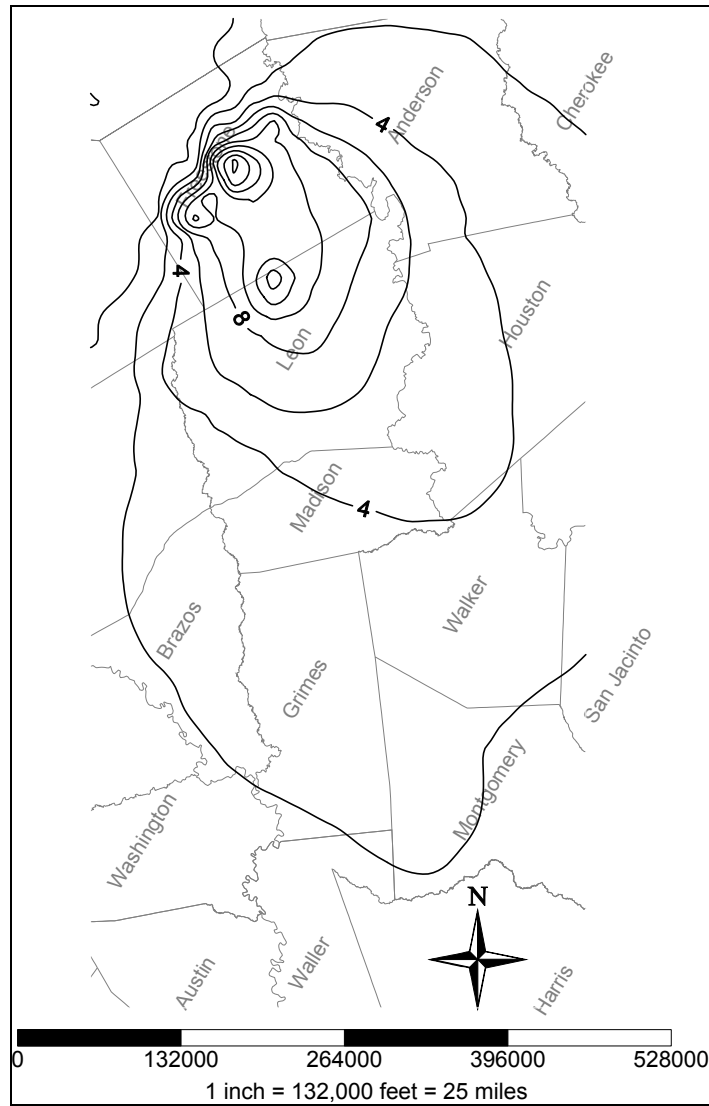 Cherokee
Anderson
4
4
Houston
8
Leon
Madison
4
Walker
Brazos
San Jacinto
Grimes
Montgomery
Washington
N
Austin
Waller
Harris
0 132000 264000 396000 528000
1 inch = 132,000 feet = 25 miles